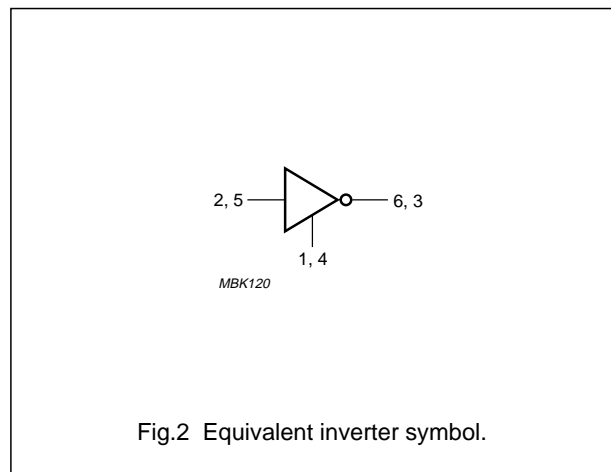 2, 5
6, 3
1, 4
MBK120
Fig.2 Equivalent inverter symbol.